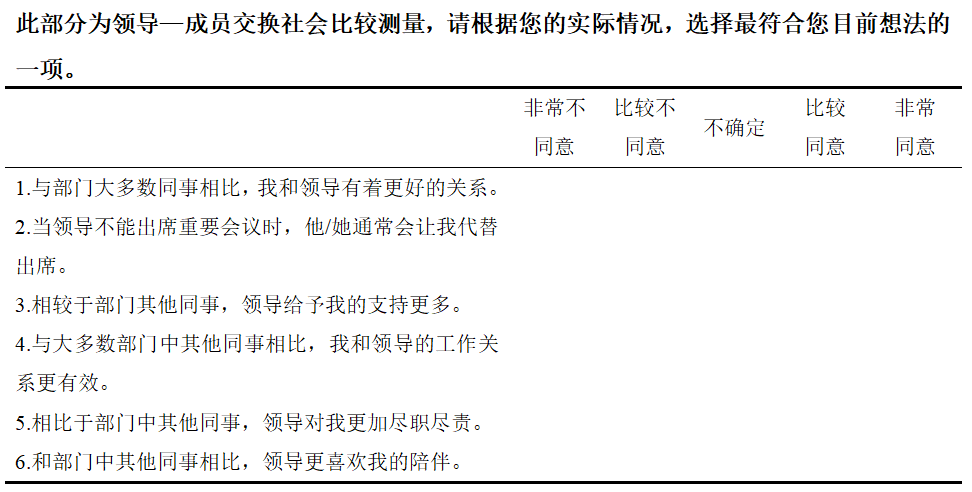 此部分为领导—成员交换社会比较测量，请根据您的实际情况，选择最符合您目前想法的
一项。
非常不 比较不 不确定 比较 非常
同意 同意 同意 同意
1.与部门大多数同事相比，我和领导有着更好的关系。
2.当领导不能出席重要会议时，他/她通常会让我代替
出席。
3.相较于部门其他同事，领导给予我的支持更多。
4.与大多数部门中其他同事相比，我和领导的工作关
系更有效。
5.相比于部门中其他同事，领导对我更加尽职尽责。
6.和部门中其他同事相比，领导更喜欢我的陪伴。